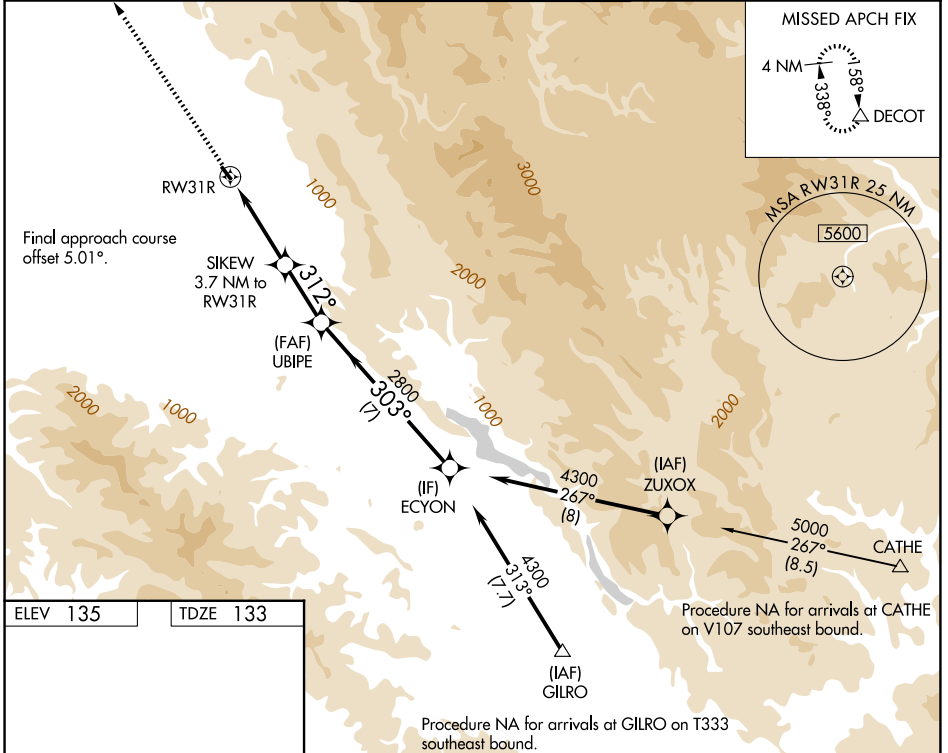 MISSED APCH FIX
4 NM
158°
338°
DECOT
RW31R
1000
3000
MSA RW31R 25 NM
5600
Final approach course
offset 5.01°.
SIKEW
3.7 NM to
RW31R
312°
2000
(FAF)
UBIPE
2800
303°
(7)
2000
1000
1000
2000
(IF)
ECYON
4300
267°
(8)
(IAF)
ZUXOX
5000
267°
(8.5)
CATHE
4300
313°
(7.7)
Procedure NA for arrivals at CATHE
on V107 southeast bound.
ELEV 135
TDZE 133
(IAF)
GILRO
Procedure NA for arrivals at GILRO on T333
southeast bound.